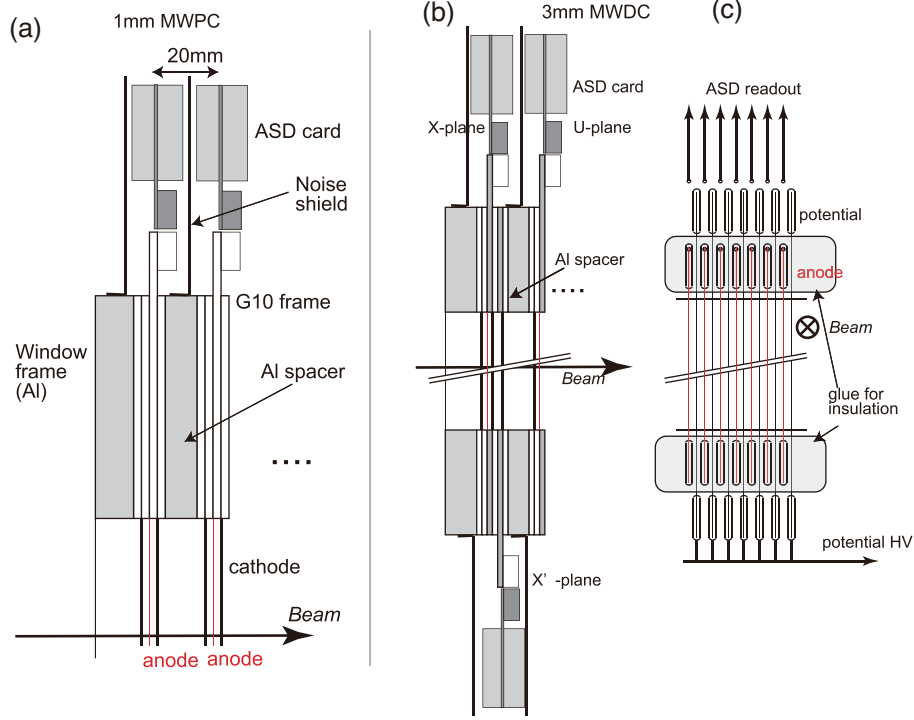 (a)
1mm MWPC
20mm
ASD card
Noise
shield
G10 frame
Window
frame
(Al)
Al spacer
....
cathode
Beam
anode
anode
(b)
3mm MWDC
ASD card
X-plane
U-plane
Al spacer
....
Beam
X' -plane
(c)
ASD readout
potential
anode
Beam
glue for
insulation
potential HV